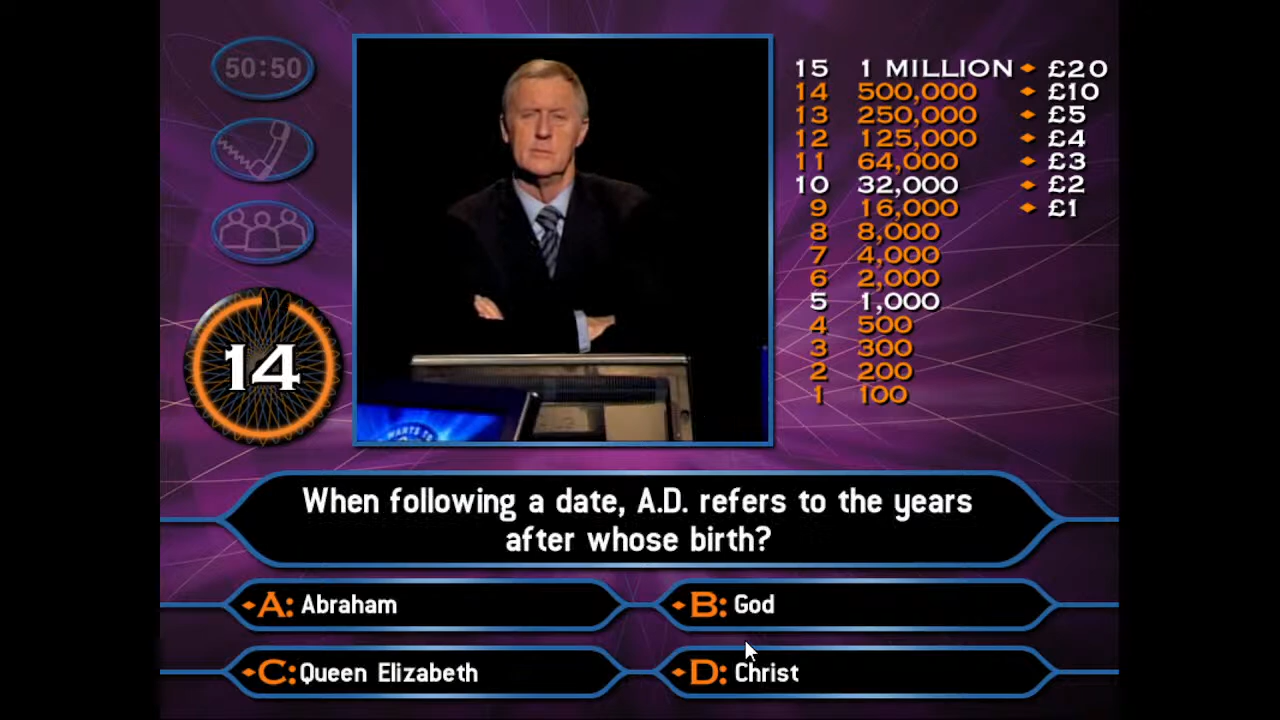 50:50
15 1 MILLION £20
14 500,000 £10
13 250,000 £5
12 125,000 £4
11 64,000 £3
10 32,000 £2
9 16,000 £1
8 8,000
7 4,000
6 2,000
5 1,000
4 500
3 300
2 200
1 100
14
WANTS TO
When following a date, A.D. refers to the years
after whose birth?
A: Abraham
B: God
C: Queen Elizabeth
D: Christ